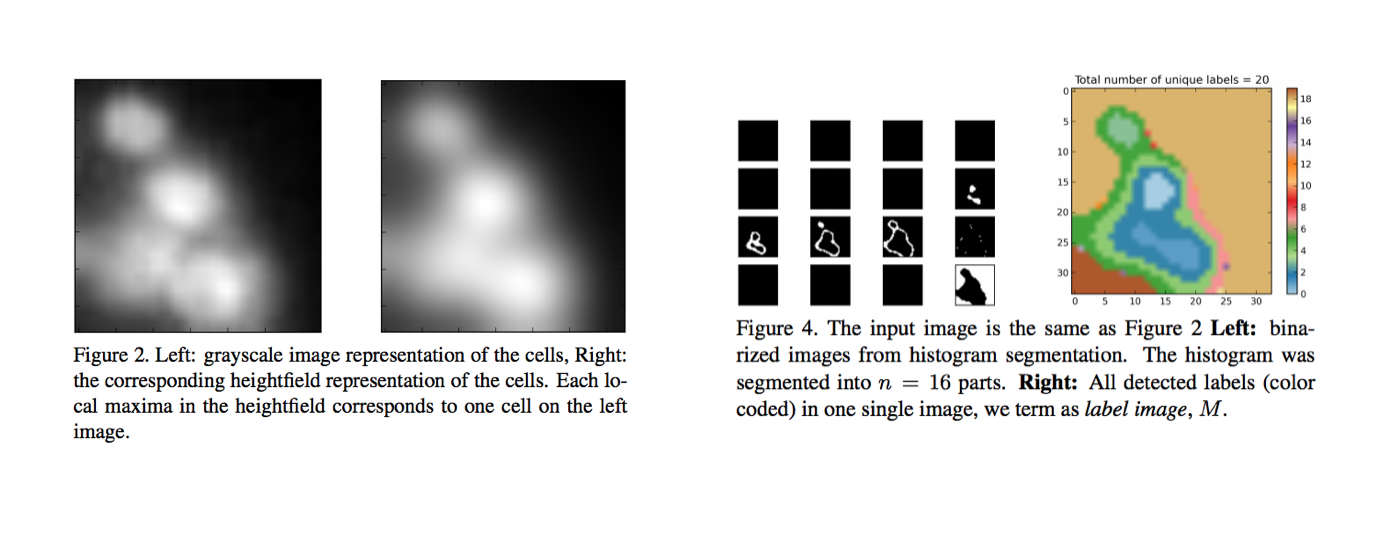 Figure 2. Left: grayscale image representation of the cells, Right:
the corresponding heightfield representation of the cells. Each lo-
cal maxima in the heightfield corresponds to one cell on the left
image.
Total number of unique labels = 20
0
5
10
15
20
25
30
0 5 10 15 20 25 30
18
16
14
12
10
8
6
4
2
0
Figure 4. The input image is the same as Figure 2 Left: bina-
rized images from histogram segmentation. The histogram was
segmented into n = 16 parts. Right: All detected labels (color
coded) in one single image, we term as label image, M.